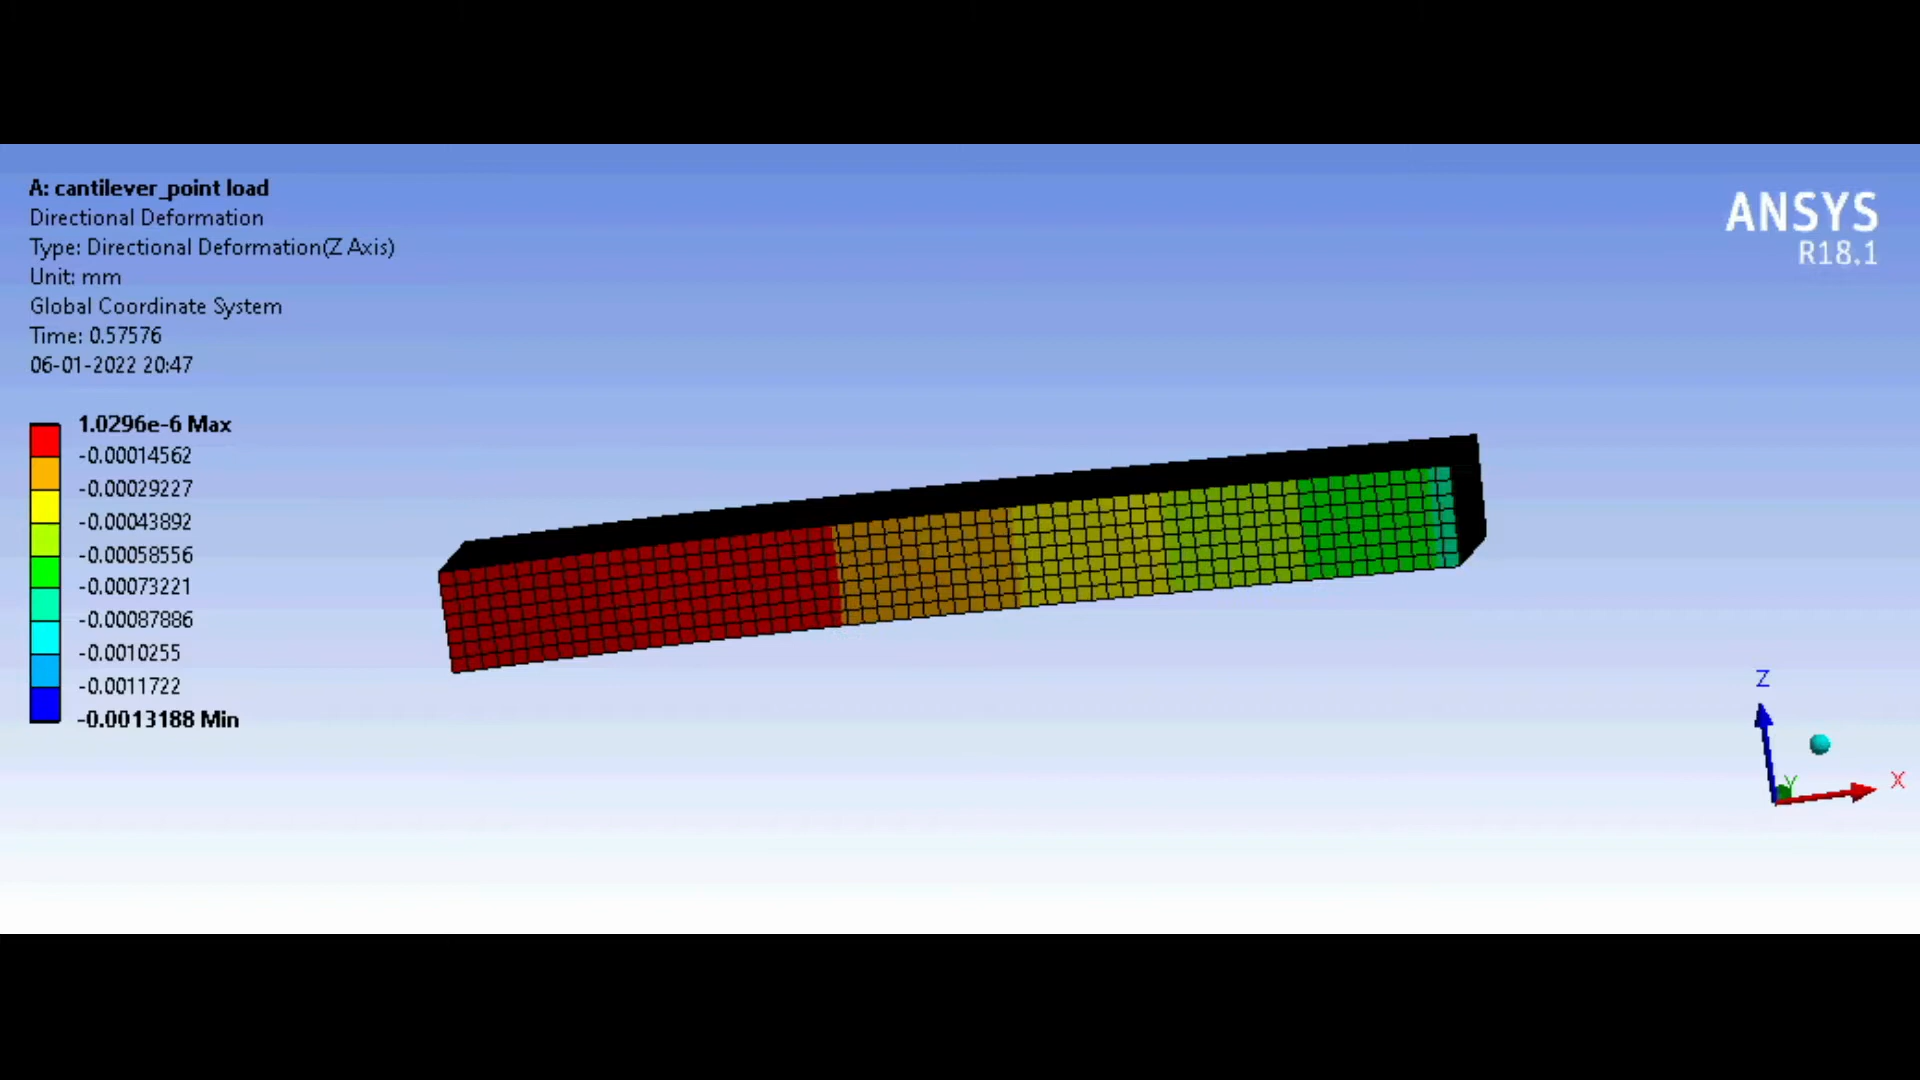 A: cantilever_point load
Directional Deformation
Type: Directional Deformation(Z Axis)
Unit: mm
Global Coordinate System
Time: 0.57576
06-01-2022 20:47
1.0296e-6 Max
-0.00014562
-0.00029227
-0.00043892
-0.00058556
-0.00073221
-0.00087886
-0.0010255
-0.0011722
-0.0013188 Min
ANSYS
R18.1
Z
Y
X